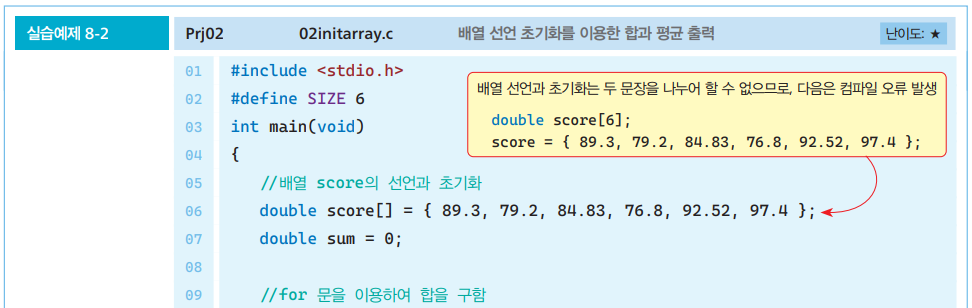 실습예제 8-2 Prj02 02initarray.c 배열 선언 초기화를 이용한 합과 평균 출력 난이도: ★
01 #include <stdio.h>
02 #define SIZE 6
03 int main(void)
04 {
배열 선언과 초기화는 두 문장을 나누어 할 수 없으므로, 다음은 컴파일 오류 발생
double score[6];
score = { 89.3, 79.2, 84.83, 76.8, 92.52, 97.4 };
05 //배열 score의 선언과 초기화
06 double score[] = { 89.3, 79.2, 84.83, 76.8, 92.52, 97.4 };
07 double sum = 0;
08
09 //for 문을 이용하여 합을 구함